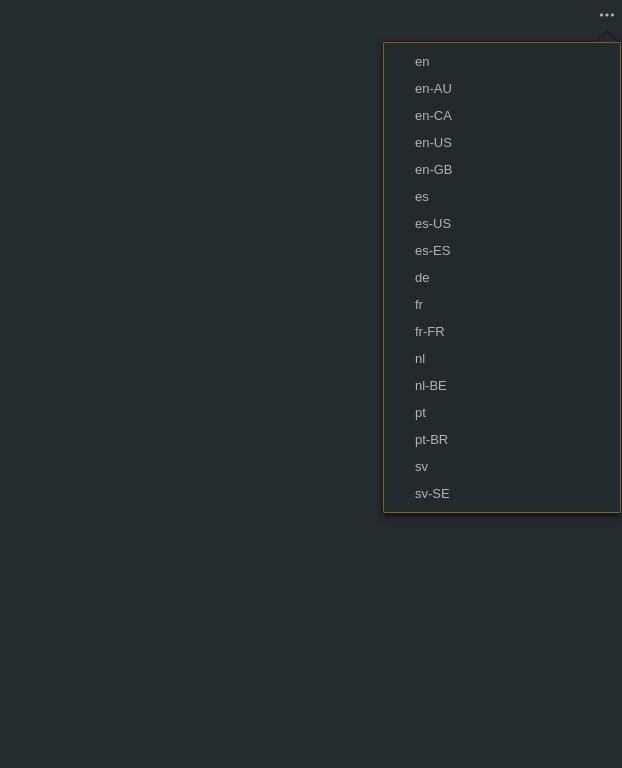 en
en-AU
en-CA
en-US
en-GB
es
es-US
es-ES
de
fr
fr-FR
nl
nl-BE
pt
pt-BR
sv
sv-SE